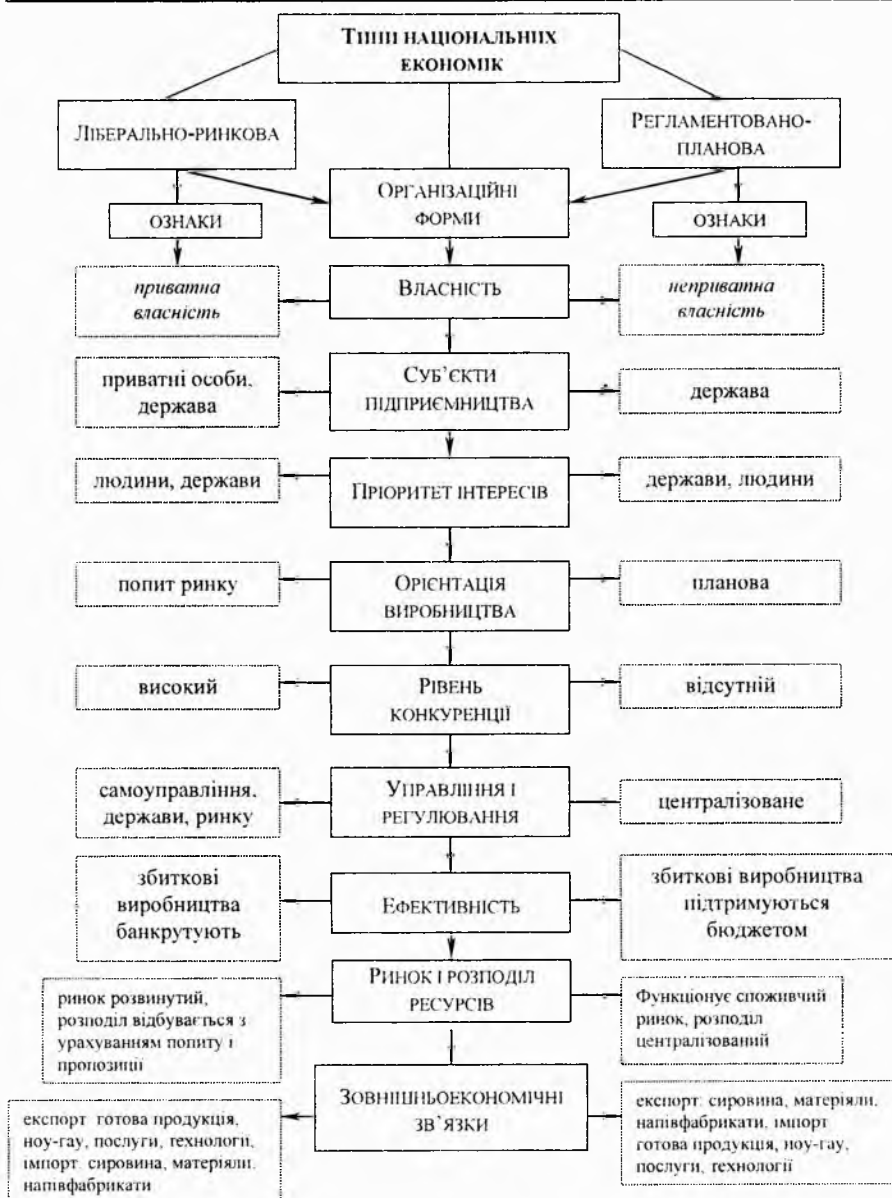 ТИПИ НАЦІОНАЛЬНИХ
ЕКОНОМІК
ЛІБЕРАЛЬНО-РИНКОВА
РЕГЛАМЕНТОВАНО-
ПЛАНОВА
ОРГАНІЗАЦІЙНІ
ФОРМИ
ОЗНАКИ
ОЗНАКИ
приватна
власність
ВЛАСНІСТЬ
неприватна
власність
приватні особи,
держава
СУБ’ЄКТИ
ПІДПРИЄМНИЦТВА
держава
людини, держави
ПРІОРИТЕТ ІНТЕРЕСІВ
держави, людини
попит ринку
ОРІЄНТАЦІЯ
ВИРОБНИЦТВА
планова
високий
РІВЕНЬ
КОНКУРЕНЦІЇ
відсутній
самоуправління,
держави, ринку
УПРАВЛІННЯ І
РЕГУЛЮВАННЯ
централізоване
збиткові
виробництва
банкрутують
ЕФЕКТИВНІСТЬ
збиткові виробництва
підтримуються
бюджетом
ринок розвинутий,
розподіл відбувається з
урахуванням попиту і
пропозиції
РИНОК І РОЗПОДІЛ
РЕСУРСІВ
Функціонує споживчий
ринок, розподіл
централізований
експорт готова продукція,
ноу-гау, послуги, технології,
імпорт сировина, матеріяли,
напівфабрикати
ЗОВНІШНЬОЕКОНОМІЧНІ
ЗВ’ЯЗКИ
експорт сировина, матеріяли,
напівфабрикати, імпорт
готова продукція, ноу-гау,
послуги, технології